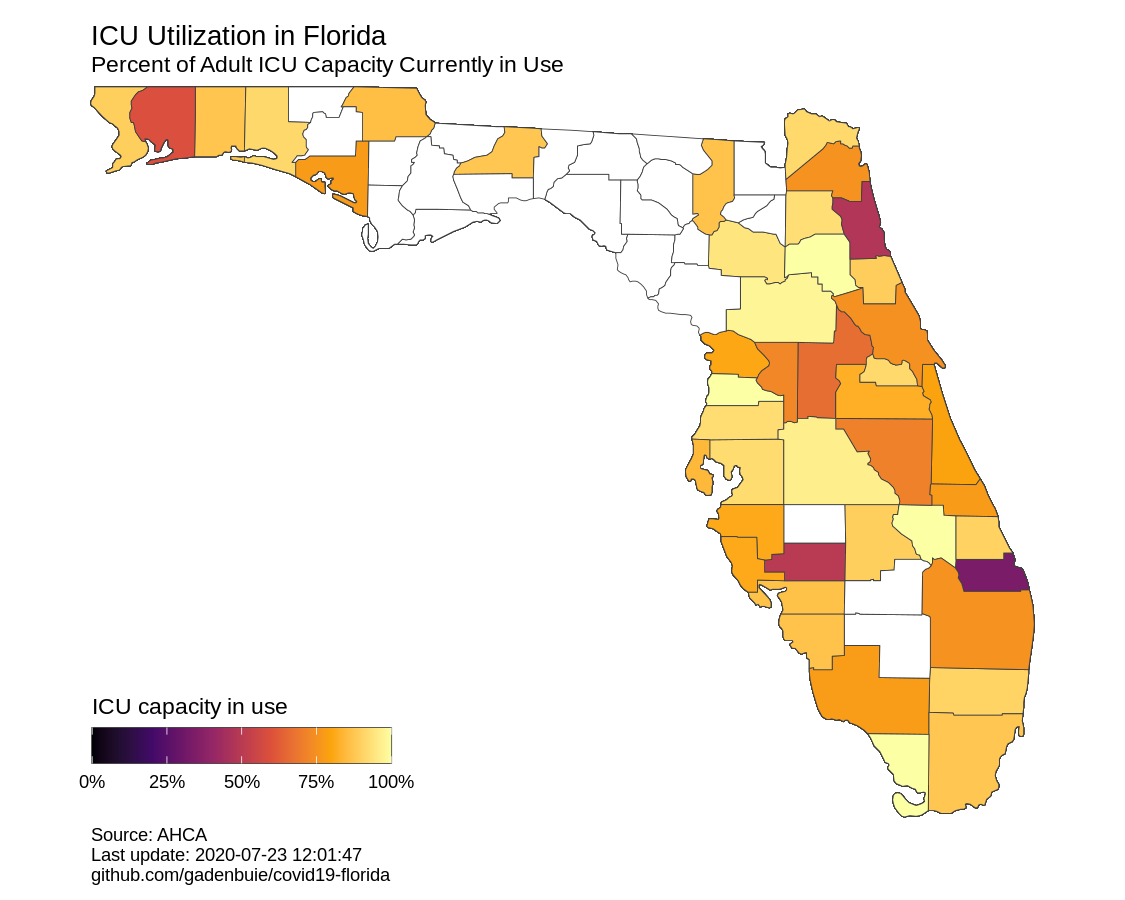 ICU Utilization in Florida
Percent of Adult ICU Capacity Currently in Use
ICU capacity in use
0% 25% 50% 75% 100%
Source: AHCA
Last update: 2020-07-23 12:01:47
github.com/gadenbuie/covid19-florida